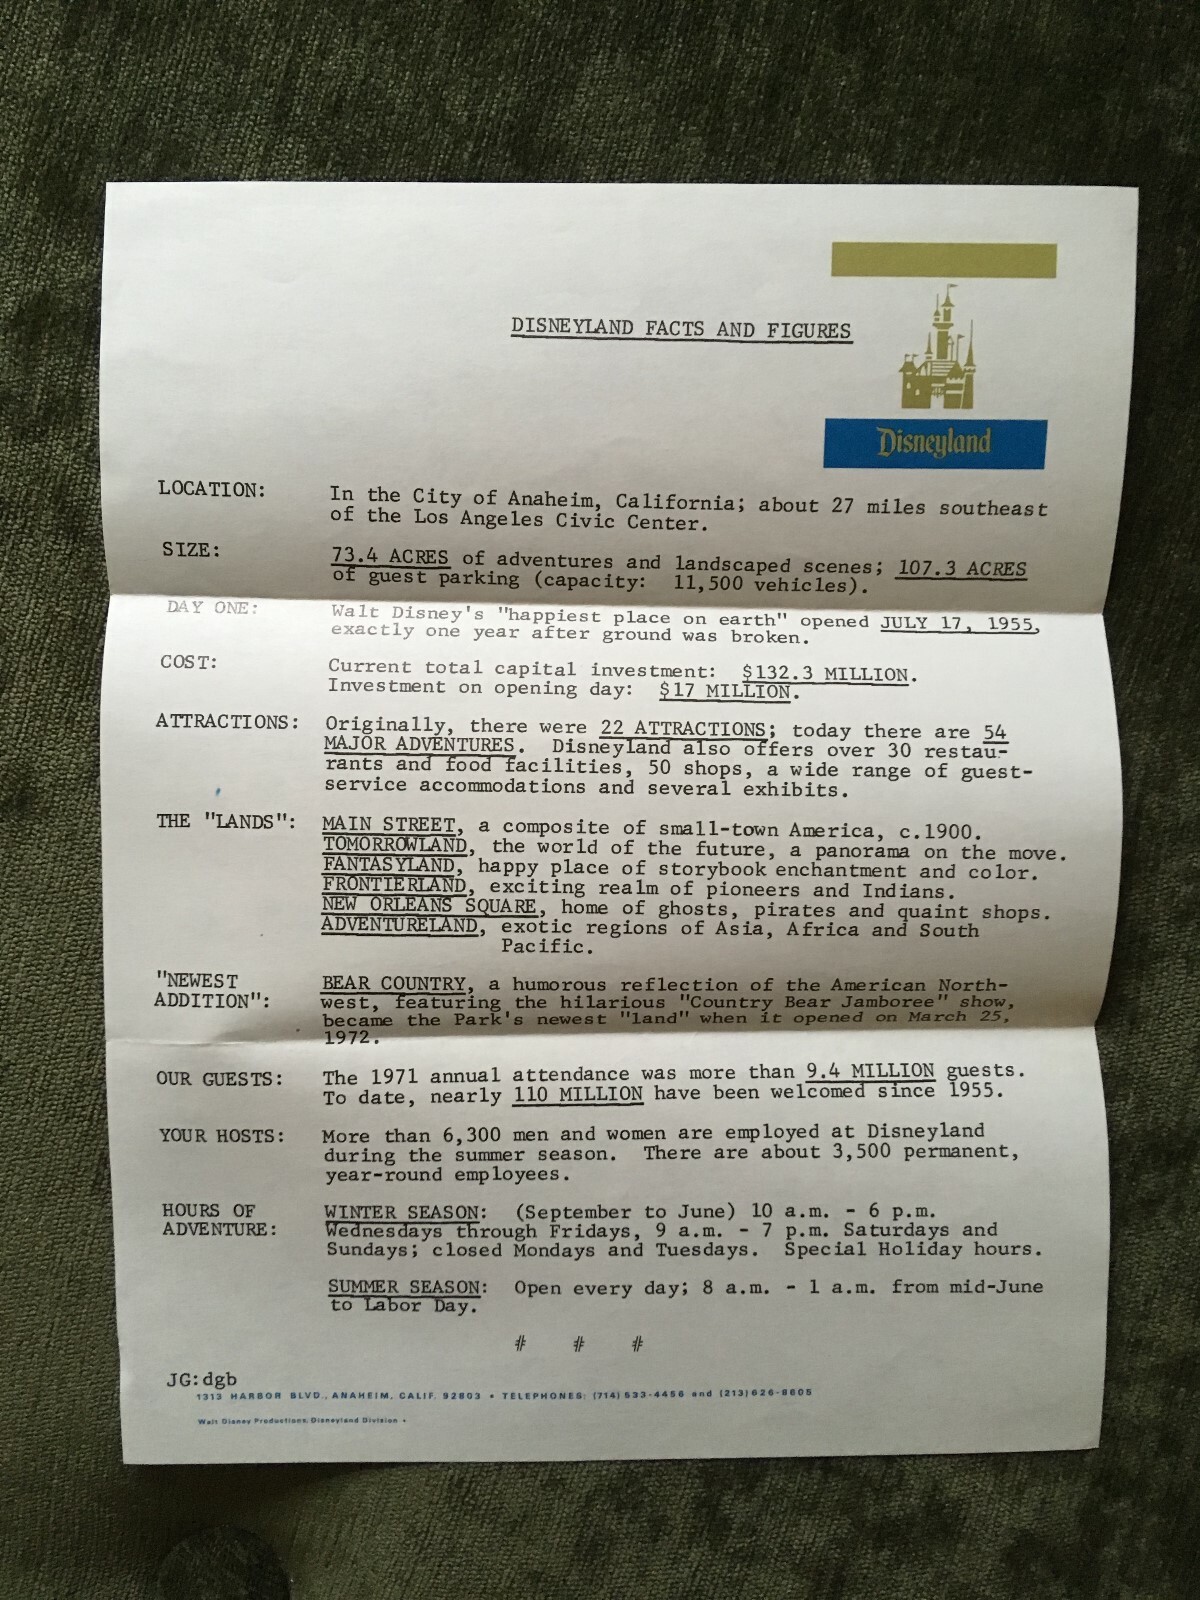 DISNEYLAND FACTS AND FIGURES
Disneyland
LOCATION: In the City of Anaheim, California; about 27 miles southeast
of the Los Angeles Civic Center.
SIZE: 73.4 ACRES of adventures and landscaped scenes; 107.3 ACRES
of guest parking (capacity: 11,500 vehicles).
DAY ONE: Walt Disney's "happiest place on earth" opened JULY 17, 1955,
exactly one year after ground was broken.
COST: Current total capital investment: $132.3 MILLION.
Investment on opening day: $17 MILLION.
ATTRACTIONS: Originally, there were 22 ATTRACTIONS; today there are 54
MAJOR ADVENTURES. Disneyland also offers over 30 restau-
rants and food facilities, 50 shops, a wide range of guest-
service accommodations and several exhibits.
THE "LANDS": MAIN STREET, a composite of small-town America, c.1900.
TOMORROWLAND, the world of the future, a panorama on the move.
FANTASYLAND, happy place of storybook enchantment and color.
FRONTIERLAND, exciting realm of pioneers and Indians.
NEW ORLEANS SQUARE, home of ghosts, pirates and quaint shops.
ADVENTURELAND, exotic regions of Asia, Africa and South
Pacific.
"NEWEST ADDITION": BEAR COUNTRY, a humorous reflection of the American North-
west, featuring the hilarious "Country Bear Jamboree" show,
became the Park's newest "land" when it opened on March 25,
1972.
OUR GUESTS: The 1971 annual attendance was more than 9.4 MILLION guests.
To date, nearly 110 MILLION have been welcomed since 1955.
YOUR HOSTS: More than 6,300 men and women are employed at Disneyland
during the summer season. There are about 3,500 permanent,
year-round employees.
HOURS OF ADVENTURE: WINTER SEASON: (September to June) 10 a.m. - 6 p.m.
Wednesdays through Fridays, 9 a.m. - 7 p.m. Saturdays and
Sundays; closed Mondays and Tuesdays. Special Holiday hours.
SUMMER SEASON: Open every day; 8 a.m. - 1 a.m. from mid-June
to Labor Day.
# # #
JG:dgb
1313 HARBOR BLVD., ANAHEIM, CALIF. 92803 • TELEPHONES: (714) 533-4456 and (213) 626-8605
Walt Disney Productions, Disneyland Division •